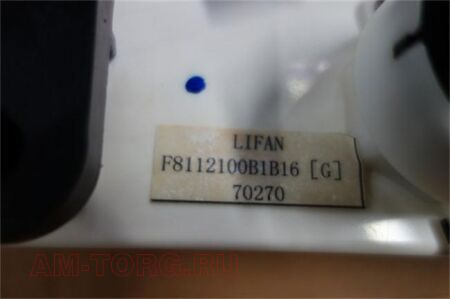 LIFAN
F8112100B1B16 [G]
70270
AM-TORG.RU